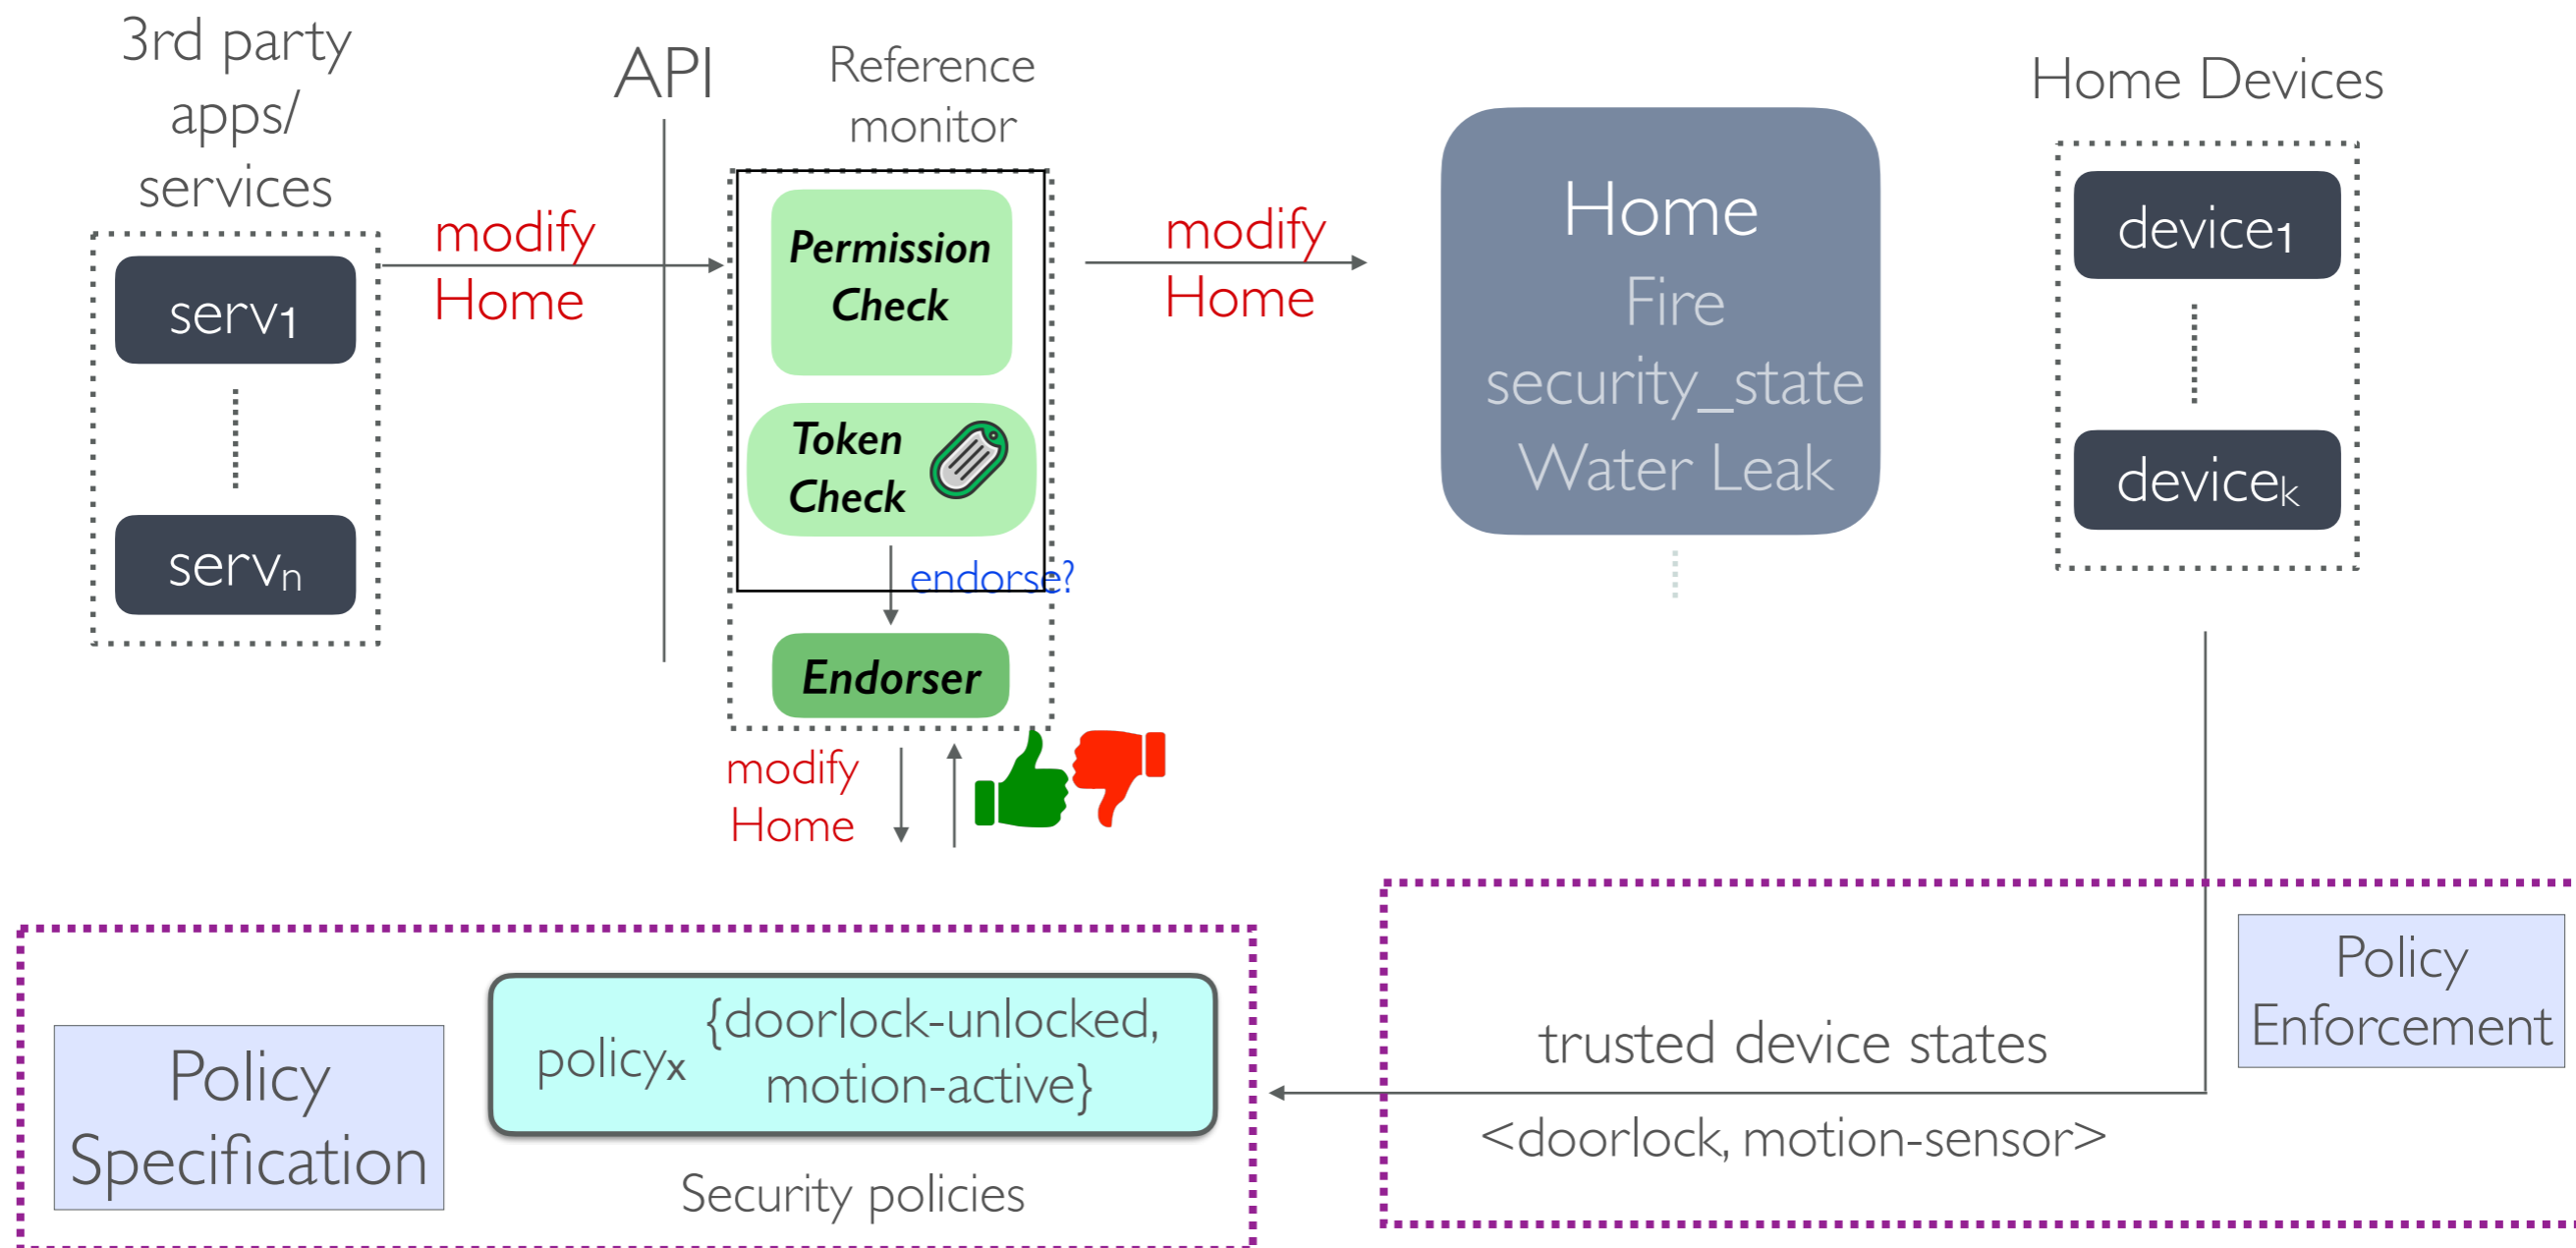 3rd party
apps/
services
serv1
servn
modify
Home
API
Reference
monitor
Permission
Check
Token
Check
endorse?
Endorser
modify
Home
modify
Home
Home
Fire
security_state
Water Leak
Home Devices
device1
devicek
Policy
Specification
policyx
{doorlock-unlocked,
motion-active}
Security policies
trusted device states
<doorlock, motion-sensor>
Policy
Enforcement